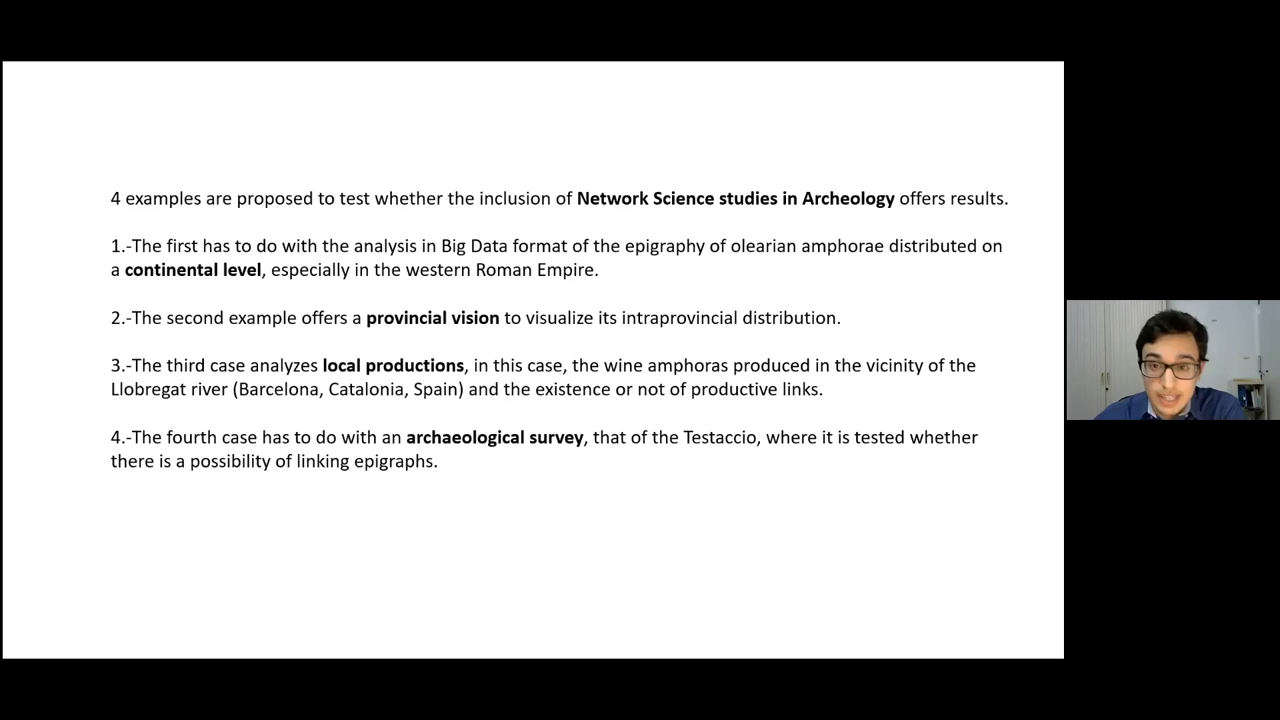 4 examples are proposed to test whether the inclusion of Network Science studies in Archeology offers results.
1.-The first has to do with the analysis in Big Data format of the epigraphy of olearian amphorae distributed on
a continental level, especially in the western Roman Empire.
2.-The second example offers a provincial vision to visualize its intraprovincial distribution.
3.-The third case analyzes local productions, in this case, the wine amphoras produced in the vicinity of the
Llobregat river (Barcelona, Catalonia, Spain) and the existence or not of productive links.
4.-The fourth case has to do with an archaeological survey, that of the Testaccio, where it is tested whether
there is a possibility of linking epigraphs.